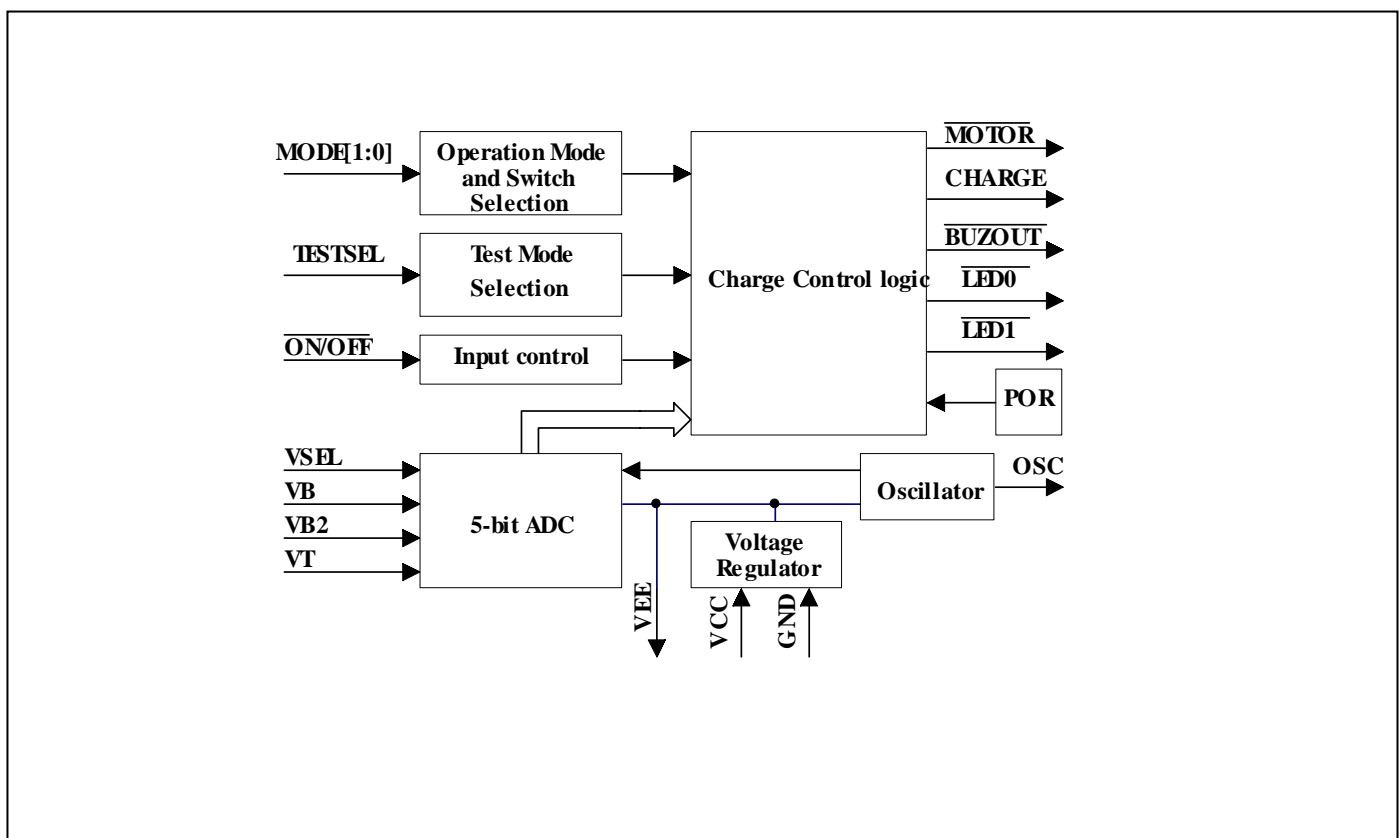 MODE[1:0]
Operation Mode
and Switch
Selection
TESTSEL
Test Mode
Selection
ON/OFF
Input control
Charge Control logic
MOTOR
CHARGE
BUZOUT
LED0
LED1
POR
VSEL
VB
VB2
VT
5-bit ADC
Oscillator
OSC
Voltage
Regulator
VEE
VCC
GND